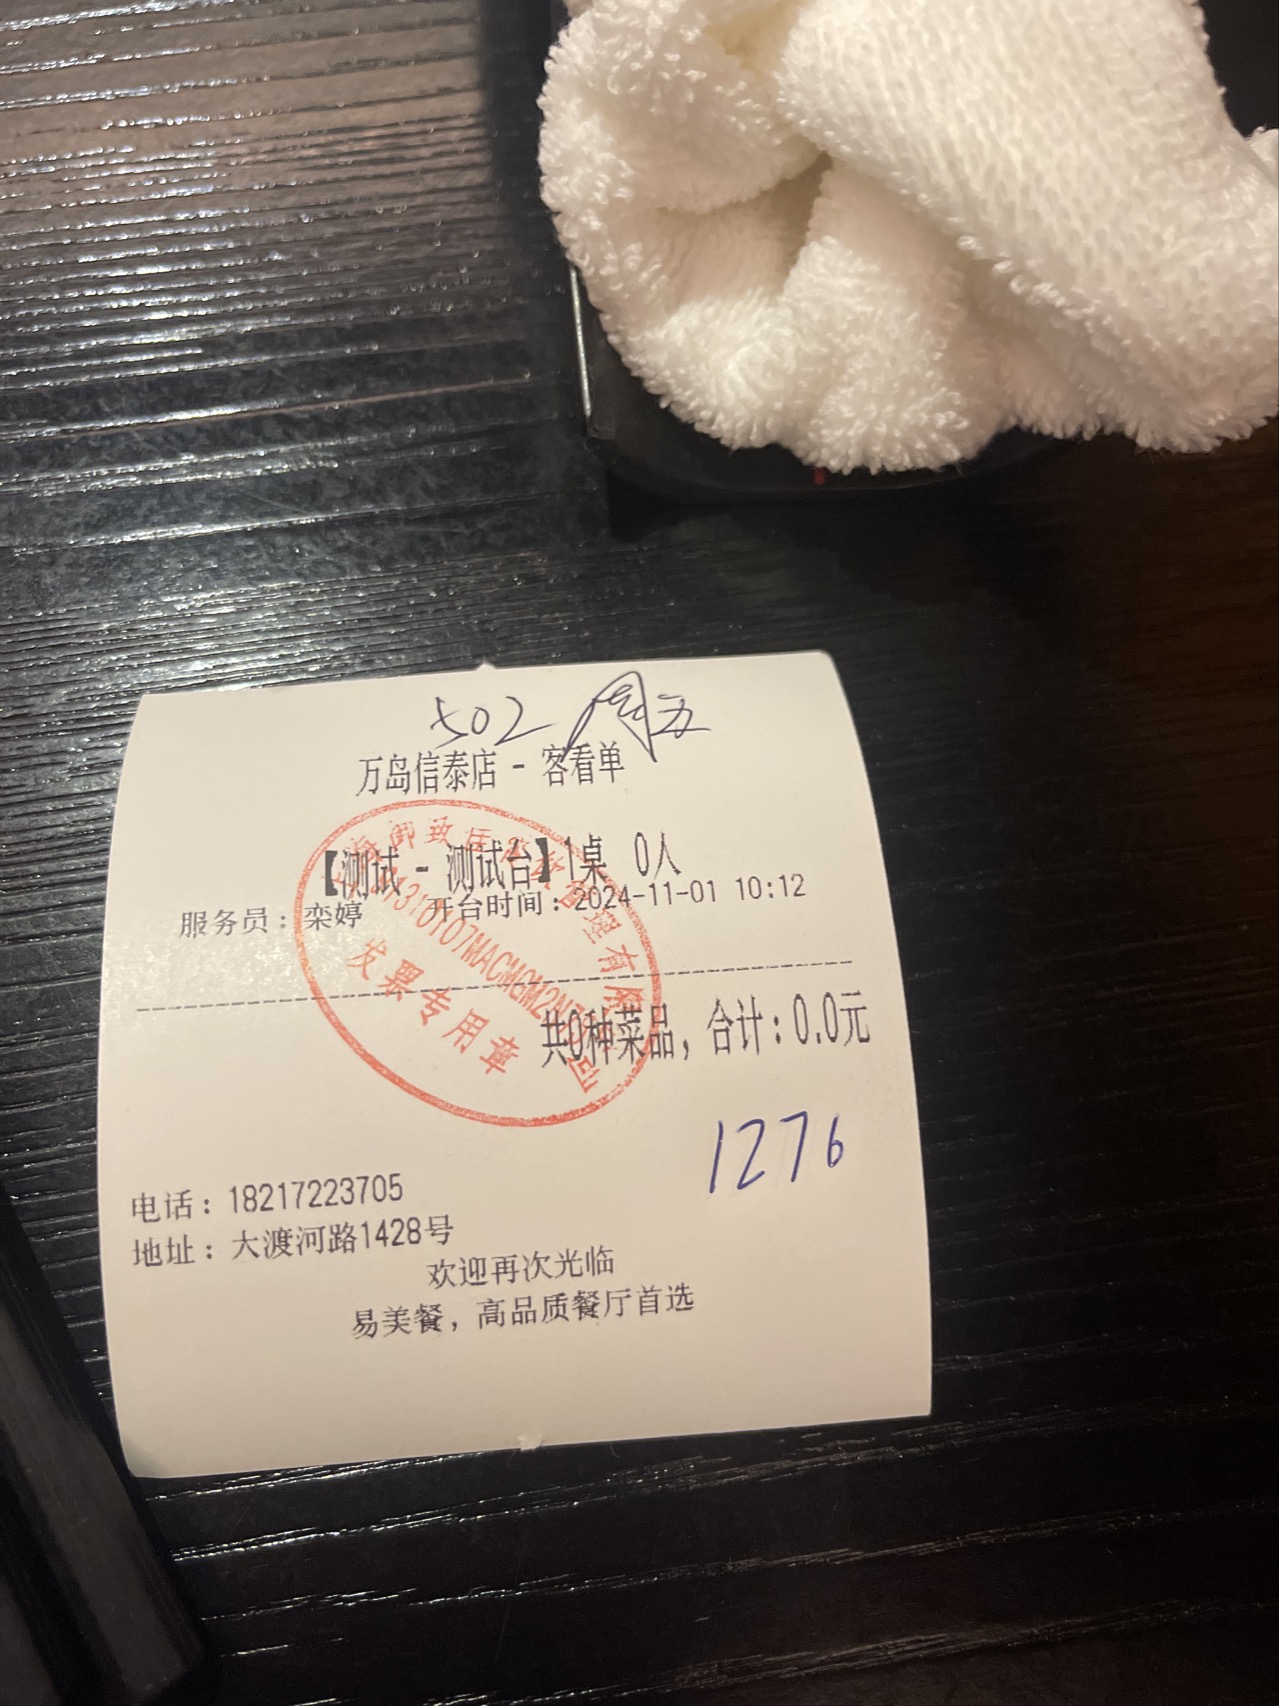 502 周五
万岛信泰店 - 客看单
【测试 - 测试台】1桌 0人
服务员：栾婷 开台时间：2024-11-01 10:12
共0种菜品，合计：0.0元
发票专用章
1276
电话：18217223705
地址：大渡河路1428号
欢迎再次光临
易美餐，高品质餐厅首选